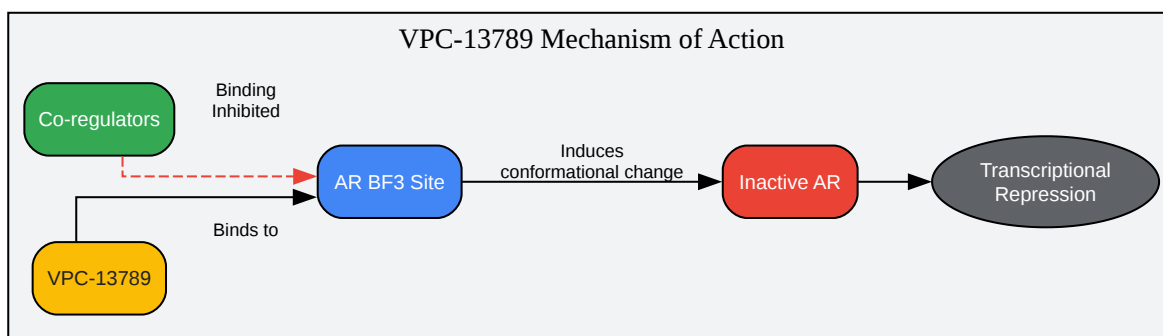 VPC-13789 Mechanism of Action
Binding
Inhibited
Co-regulators
Induces
conformational change
AR BF3 Site
Inactive AR
Transcriptional
Repression
Binds to
VPC-13789